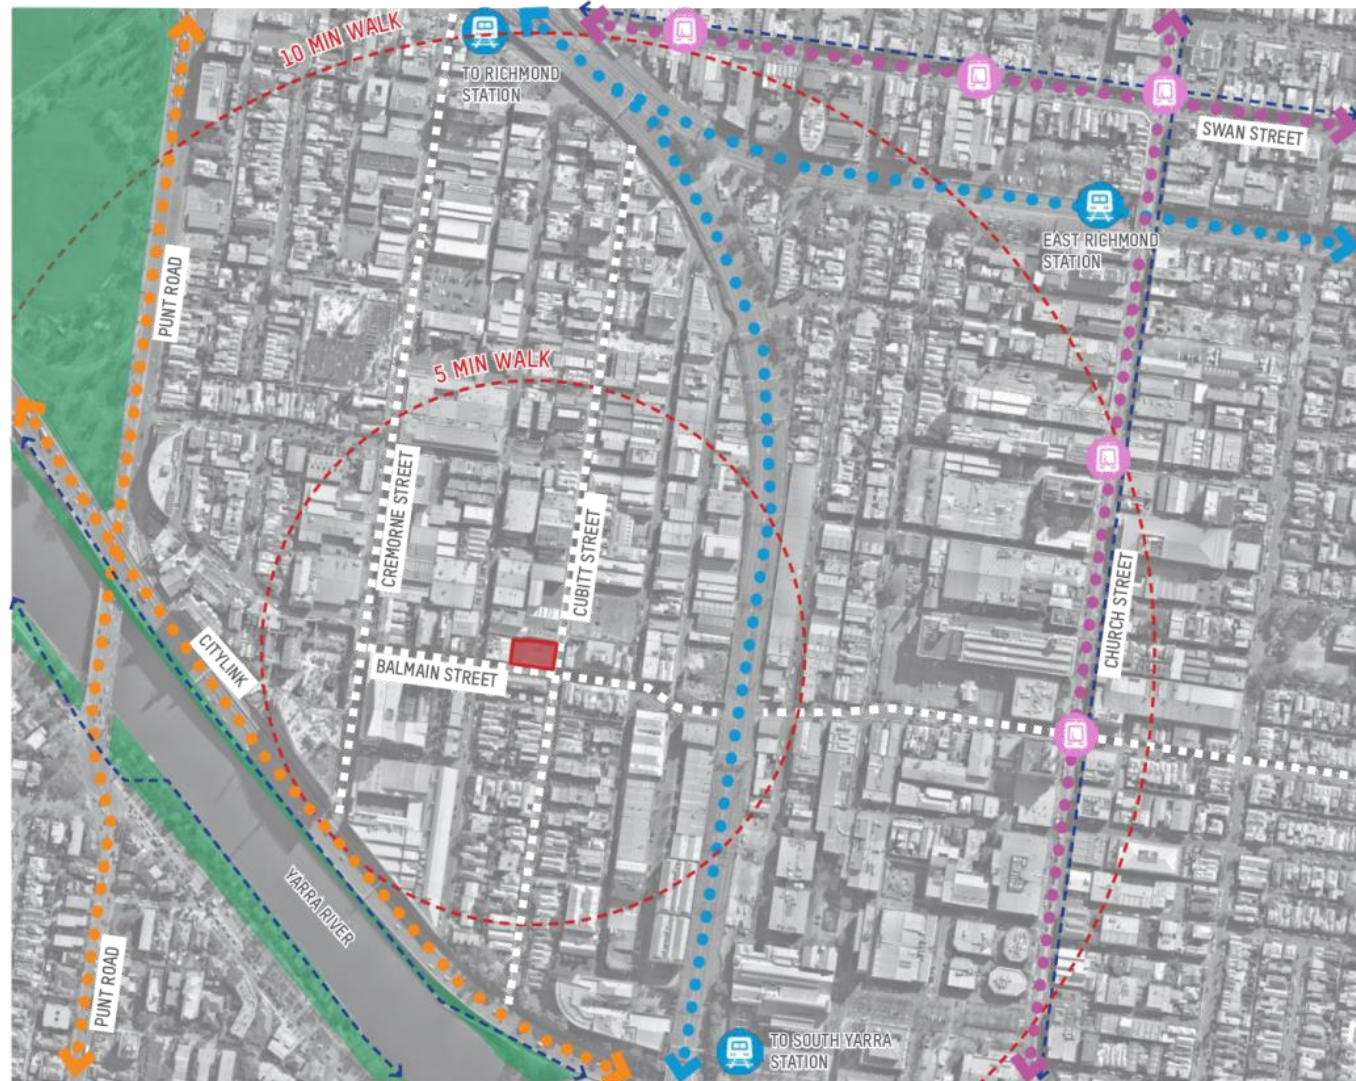 10 MIN WALK
TO RICHMOND
STATION
SWAN STREET
EAST RICHMOND
STATION
PUNT ROAD
5 MIN WALK
CREMORNE STREET
CUBITT STREET
CHURCH STREET
CITYLINK
BALMAIN STREET
YARRA RIVER
PUNT ROAD
TO SOUTH YARRA
STATION